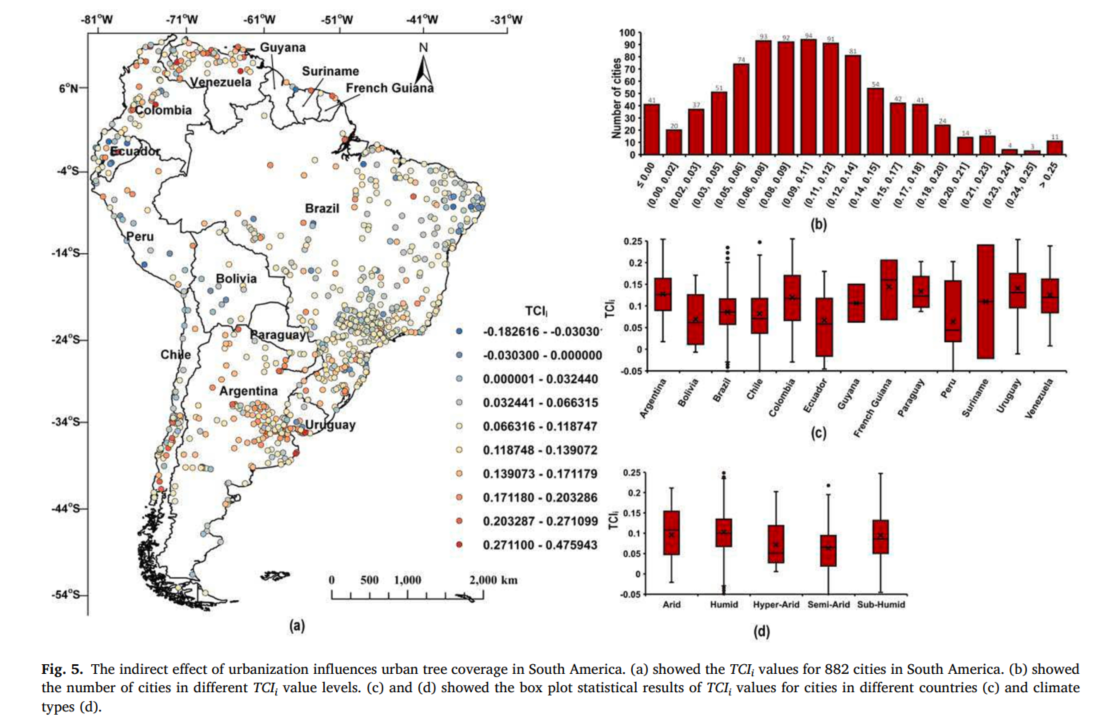 -81°W -71°W -61°W -51°W -41°W -31°W
6°N
-4°S
-14°S
-24°S
-34°S
-44°S
-54°S
N
Guyana
Suriname
French Guiana
Venezuela
Colombia
Ecuador
Brazil
Peru
Bolivia
Paraguay
Chile
Argentina
Uruguay
TCIi
-0.182616 - -0.03030
-0.030300 - 0.000000
0.000001 - 0.032440
0.032441 - 0.066315
0.066316 - 0.118747
0.118748 - 0.139072
0.139073 - 0.171179
0.171180 - 0.203286
0.203287 - 0.271099
0.271100 - 0.475943
0 500 1,000 2,000 km
(a)
Number of cities
100
90
80
70
60
50
40
30
20
10
0
41 20 37 51 74 93 92 94 91 81 54 42 41 24 14 15 4 3 11
≤ 0.00
(0.00, 0.02]
(0.02, 0.03]
(0.03, 0.05]
(0.05, 0.06]
(0.06, 0.08]
(0.08, 0.09]
(0.09, 0.11]
(0.11, 0.12]
(0.12, 0.14]
(0.14, 0.15]
(0.15, 0.17]
(0.17, 0.18]
(0.18, 0.20]
(0.20, 0.21]
(0.21, 0.23]
(0.23, 0.24]
(0.24, 0.25]
> 0.25
(b)
TCIi
0.25
0.2
0.15
0.1
0.05
0
-0.05
Argentina
Bolivia
Brazil
Chile
Colombia
Ecuador
Guyana
French Guiana
Paraguay
Peru
Suriname
Uruguay
Venezuela
(c)
TCIi
0.25
0.2
0.15
0.1
0.05
0
-0.05
Arid Humid Hyper-Arid Semi-Arid Sub-Humid
(d)
Fig. 5. The indirect effect of urbanization influences urban tree coverage in South America. (a) showed the TCIi values for 882 cities in South America. (b) showed
the number of cities in different TCIi value levels. (c) and (d) showed the box plot statistical results of TCIi values for cities in different countries (c) and climate
types (d).